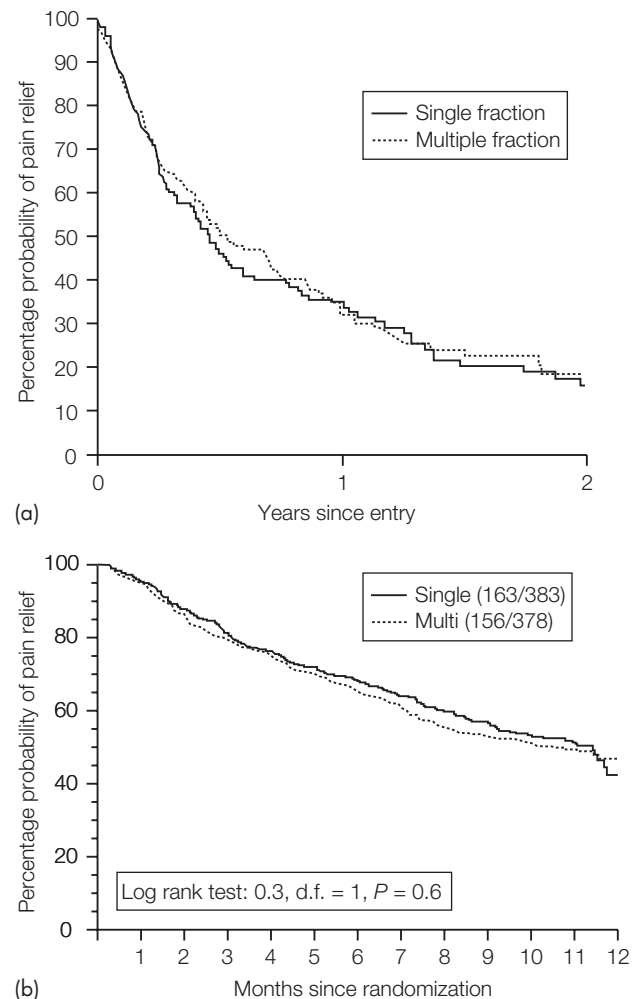 100
90
80
70
60
50
40
30
20
10
0
Percentage probability of pain relief
Single fraction
Multiple fraction
0 1 2
(a) Years since entry
100
80
60
40
20
0
Percentage probability of pain relief
Single (163/383)
Multi (156/378)
Log rank test: 0.3, d.f. = 1, P = 0.6
1 2 3 4 5 6 7 8 9 10 11 12
(b) Months since randomization